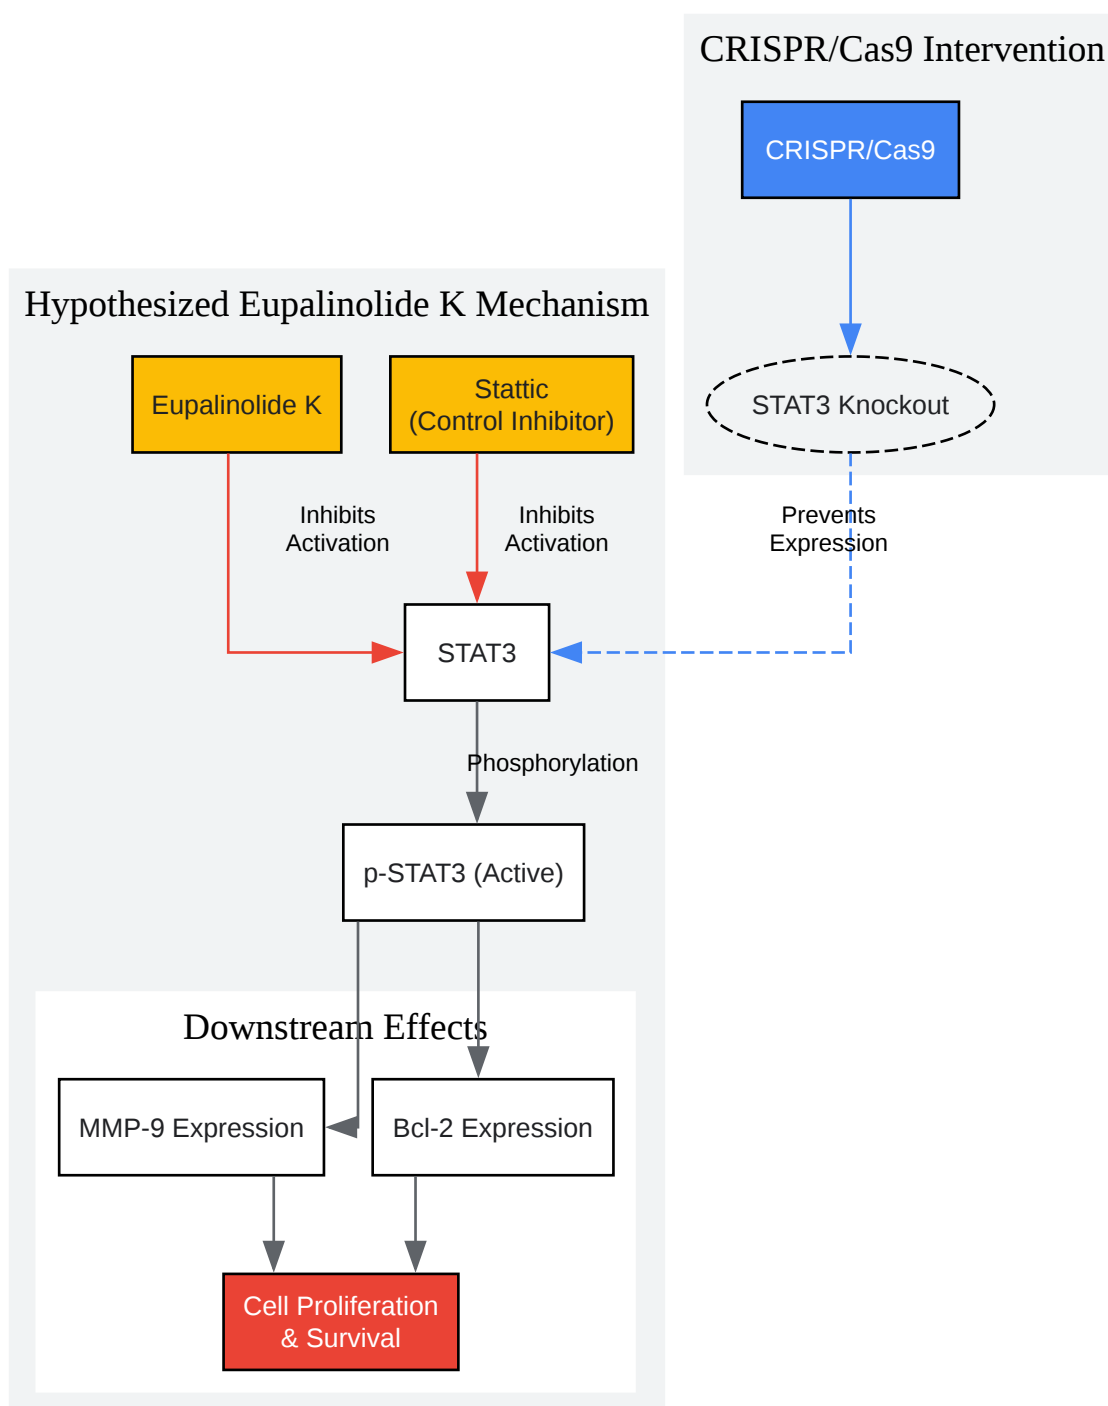 CRISPR/Cas9 Intervention
CRISPR/Cas9
Hypothesized Eupalinolide K Mechanism
Eupalinolide K
Stattic
(Control Inhibitor)
STAT3 Knockout
Inhibits
Activation
Inhibits
Activation
Prevents
Expression
STAT3
Phosphorylation
p-STAT3 (Active)
Downstream Effects
MMP-9 Expression
Bcl-2 Expression
Cell Proliferation
& Survival